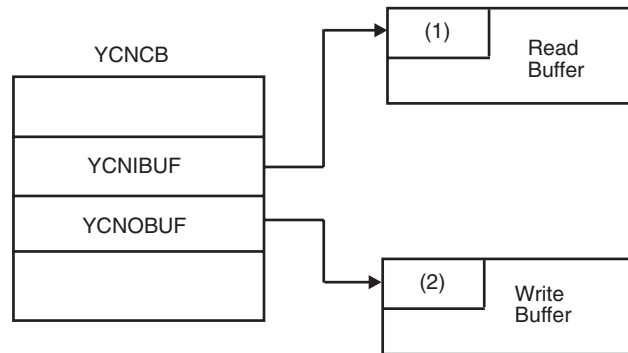 (1)
Read
Buffer
YCNCB
YCNIBUF
YCNOBUF
(2)
Write
Buffer